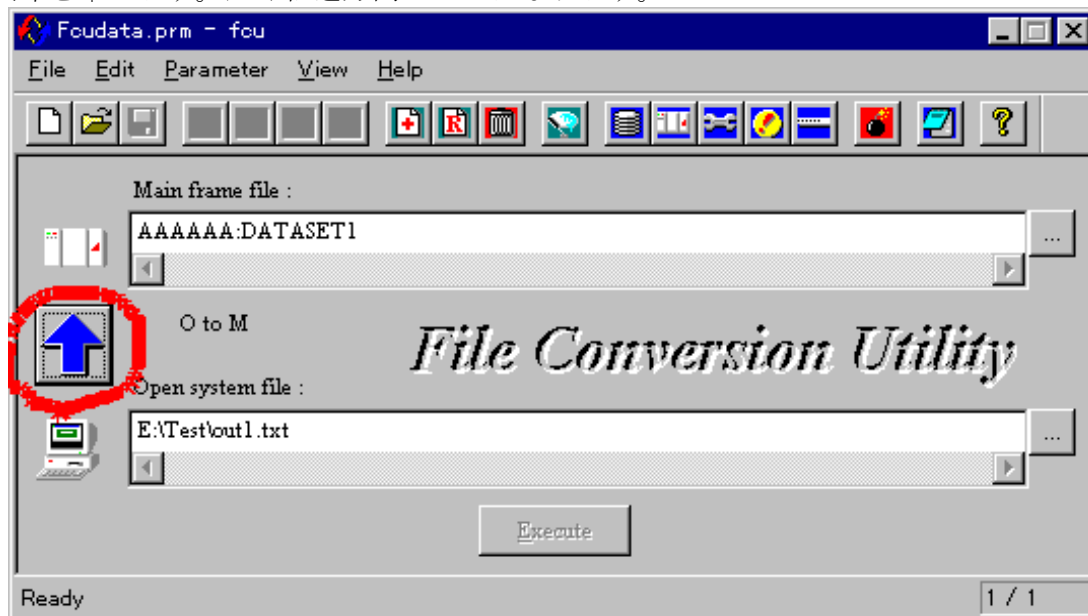 Fcudata.prm - fcu
File Edit Parameter View Help
R
?
Main frame file :
AAAAAA:DATASET1
...
O to M
File Conversion Utility
Open system file :
E:\Test\out1.txt
...
Execute
Ready
1 / 1